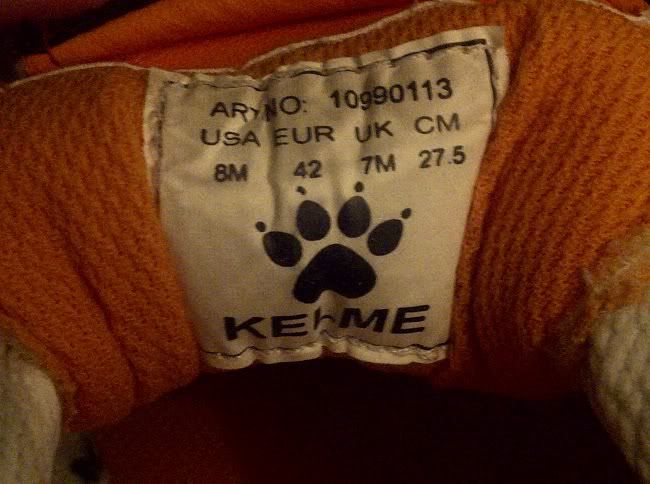 ART NO: 10990113
USA EUR UK CM
8M 42 7M 27.5
KELME